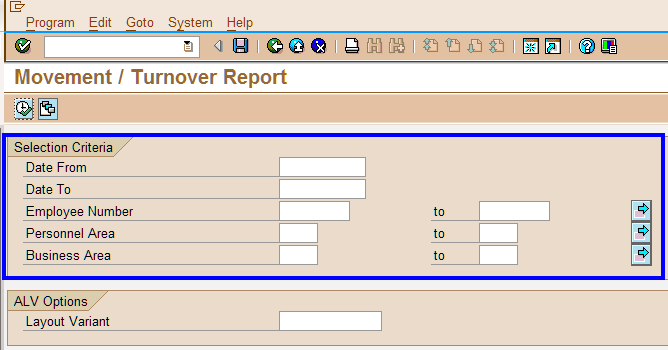 Program Edit Goto System Help
Movement / Turnover Report
Selection Criteria
Date From
Date To
Employee Number to
Personnel Area to
Business Area to
ALV Options
Layout Variant